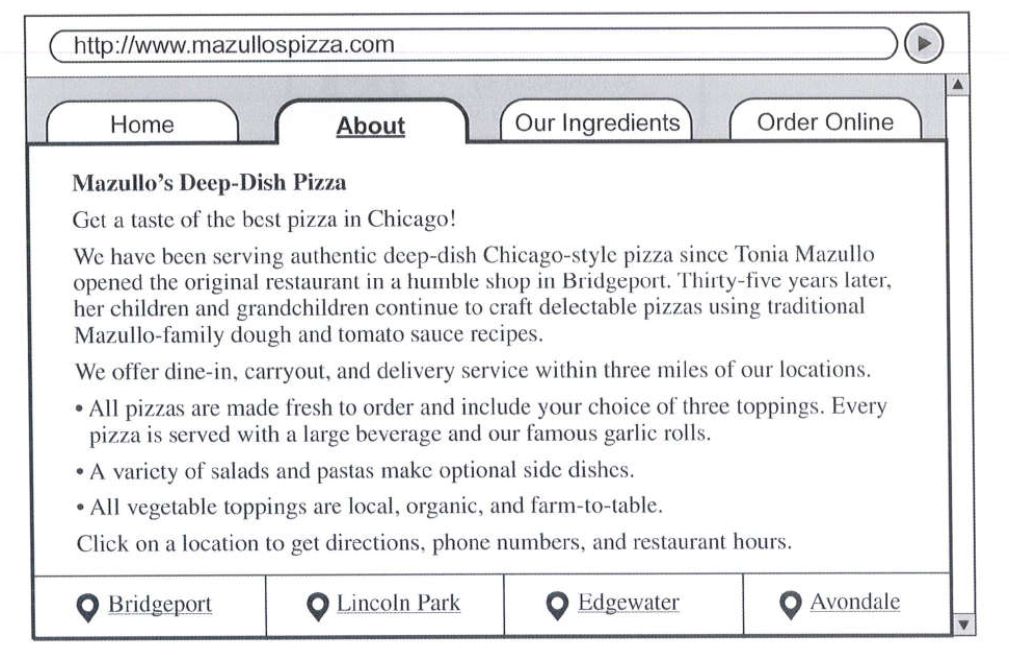 http://www.mazullospizza.com
Home
About
Our Ingredients
Order Online
Mazullo's Deep-Dish Pizza
Get a taste of the best pizza in Chicago!
We have been serving authentic deep-dish Chicago-style pizza since Tonia Mazullo
opened the original restaurant in a humble shop in Bridgeport. Thirty-five years later,
her children and grandchildren continue to craft delectable pizzas using traditional
Mazullo-family dough and tomato sauce recipes.
We offer dine-in, carryout, and delivery service within three miles of our locations.
• All pizzas are made fresh to order and include your choice of three toppings. Every
pizza is served with a large beverage and our famous garlic rolls.
• A variety of salads and pastas make optional side dishes.
• All vegetable toppings are local, organic, and farm-to-table.
Click on a location to get directions, phone numbers, and restaurant hours.
Bridgeport
Lincoln Park
Edgewater
Avondale